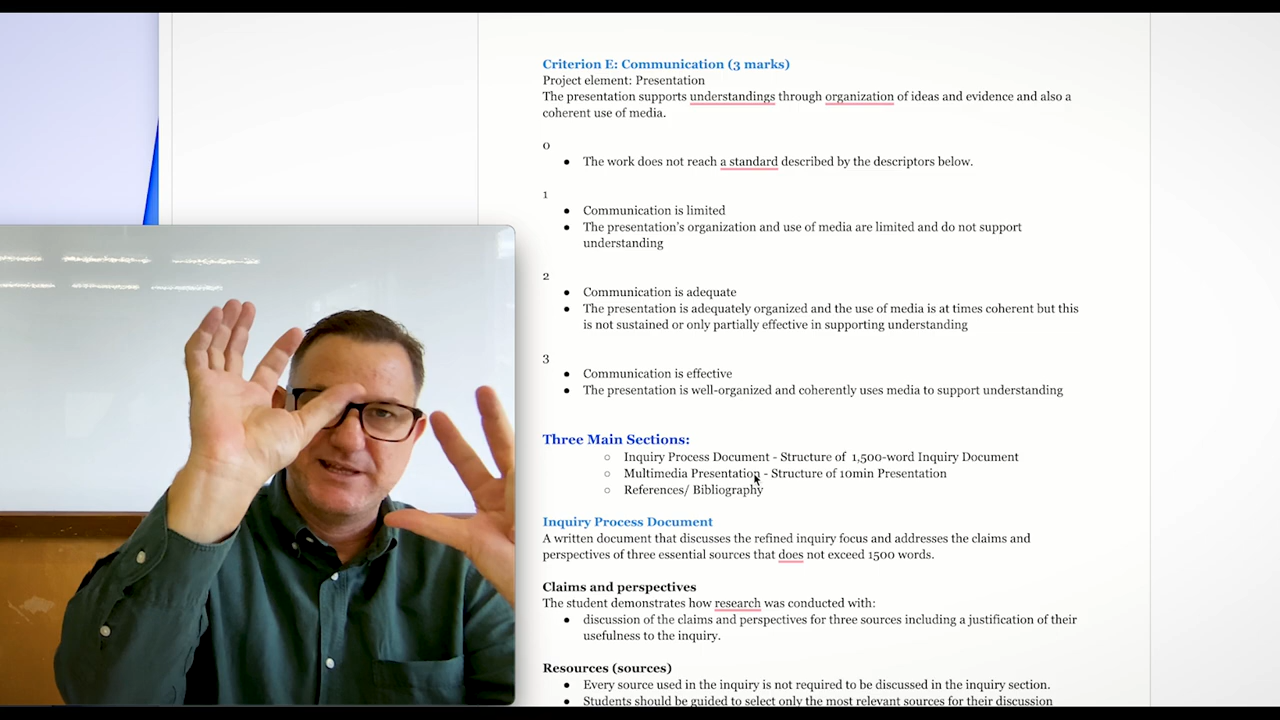 Criterion E: Communication (3 marks)
Project element: Presentation
The presentation supports understandings through organization of ideas and evidence and also a
coherent use of media.
0
● The work does not reach a standard described by the descriptors below.
1
● Communication is limited
● The presentation's organization and use of media are limited and do not support
understanding
2
● Communication is adequate
● The presentation is adequately organized and the use of media is at times coherent but this
is not sustained or only partially effective in supporting understanding
3
● Communication is effective
● The presentation is well-organized and coherently uses media to support understanding
Three Main Sections:
○ Inquiry Process Document - Structure of 1,500-word Inquiry Document
○ Multimedia Presentation - Structure of 10min Presentation
○ References/ Bibliography
Inquiry Process Document
A written document that discusses the refined inquiry focus and addresses the claims and
perspectives of three essential sources that does not exceed 1500 words.
Claims and perspectives
The student demonstrates how research was conducted with:
● discussion of the claims and perspectives for three sources including a justification of their
usefulness to the inquiry.
Resources (sources)
● Every source used in the inquiry is not required to be discussed in the inquiry section.
● Students should be guided to select only the most relevant sources for their discussion